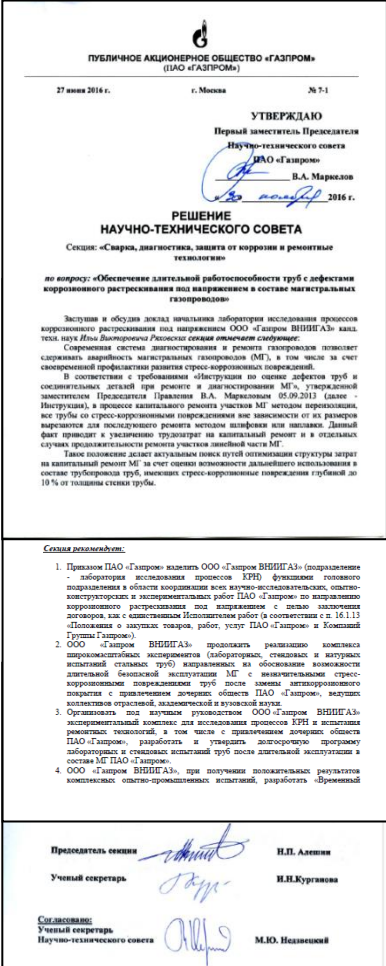 ПУБЛИЧНОЕ АКЦИОНЕРНОЕ ОБЩЕСТВО «ГАЗПРОМ»
(ПАО «ГАЗПРОМ»)
27 июня 2016 г. г. Москва № 7-1
УТВЕРЖДАЮ
Первый заместитель Председателя
Научно-технического совета
ПАО «Газпром»
В.А. Маркелов
«30» 2016 г.
РЕШЕНИЕ
НАУЧНО-ТЕХНИЧЕСКОГО СОВЕТА
Секция: «Сварка, диагностика, защита от коррозии и ремонтные
технологии»
по вопросу: «Обеспечение длительной работоспособности труб с дефектами
коррозионного растрескивания под напряжением в составе магистральных
газопроводов»
Заслушав и обсудив доклад начальника лаборатории исследования процессов
коррозионного растрескивания под напряжением ООО «Газпром ВНИИГАЗ» канд.
техн. наук Ильи Викторовича Ряховских секция отмечает следующее:
Современная система диагностирования и ремонта газопроводов позволяет
сдерживать аварийность магистральных газопроводов (МГ), в том числе за счет
своевременной профилактики развития стресс-коррозионных повреждений.
В соответствии с требованиями «Инструкции по оценке дефектов труб и
соединительных деталей при ремонте и диагностировании МГ», утвержденной
заместителем Председателя Правления В.А. Маркеловым 05.09.2013 (далее -
Инструкция), в процессе капитального ремонта участков МГ методом переизоляции,
все трубы со стресс-коррозионными повреждениями вне зависимости от их размеров
вырезаются для последующего ремонта методом шлифовки или наплавки. Данный
факт приводит к увеличению трудозатрат на капитальный ремонт и в отдельных
случаях продолжительности ремонта участков линейной части МГ.
Такое положение делает актуальным поиск путей оптимизации структуры затрат
на капитальный ремонт МГ за счет оценки возможности дальнейшего использования в
составе трубопровода труб, имеющих стресс-коррозионные повреждения глубиной до
10 % от толщины стенки трубы.
Секция рекомендует:
1. Приказом ПАО «Газпром» наделить ООО «Газпром ВНИИГАЗ» (подразделение
- лаборатория исследования процессов КРН) функциями головного
подразделения в области координации всех научно-исследовательских, опытно-
конструкторских и экспериментальных работ ПАО «Газпром» по направлению
коррозионного растрескивания под напряжением с целью заключения
договоров, как с единственным Исполнителем работ (в соответствии с п. 16.1.13
«Положения о закупках товаров, работ, услуг ПАО «Газпром» и Компаний
Группы Газпром»).
2. ООО «Газпром ВНИИГАЗ» продолжить реализацию комплекса
широкомасштабных экспериментов (лабораторных, стендовых и натурных
испытаний стальных труб) направленных на обоснование возможности
длительной безопасной эксплуатации МГ с незначительными стресс-
коррозионными повреждениями труб после замены антикоррозионного
покрытия с привлечением дочерних обществ ПАО «Газпром», ведущих
коллективов отраслевой, академической и вузовской науки.
3. Организовать под научным руководством ООО «Газпром ВНИИГАЗ»
экспериментальный комплекс для исследования процессов КРН и испытания
ремонтных технологий, в том числе с привлечением дочерних обществ
ПАО «Газпром», разработать и утвердить долгосрочную программу
лабораторных и стендовых испытаний труб после длительной эксплуатации в
составе МГ ПАО «Газпром».
4. ООО «Газпром ВНИИГАЗ», при получении положительных результатов
комплексных опытно-промышленных испытаний, разработать «Временный
Председатель секции Н.П. Алешин
Ученый секретарь И.Н.Курганова
Согласовано:
Ученый секретарь
Научно-технического совета М.Ю. Недзвецкий